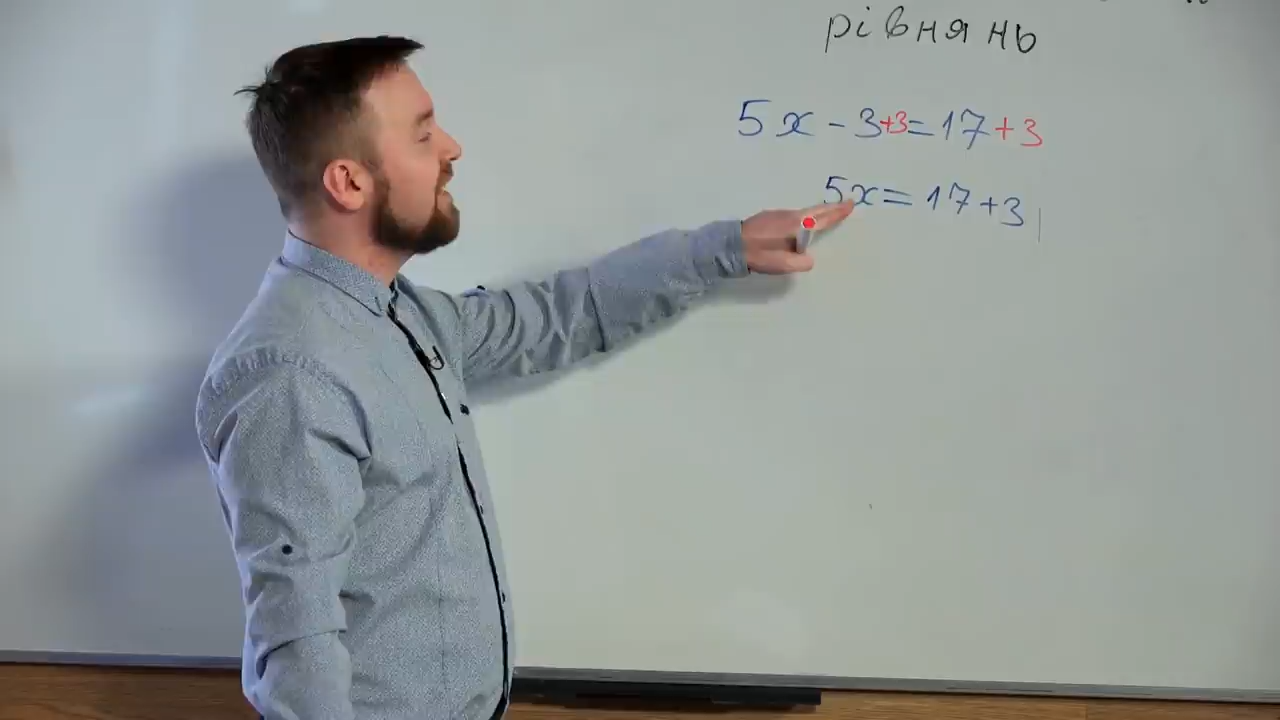 рівнянь
5x - 3 + 3 = 17 + 3
5x = 17 + 3